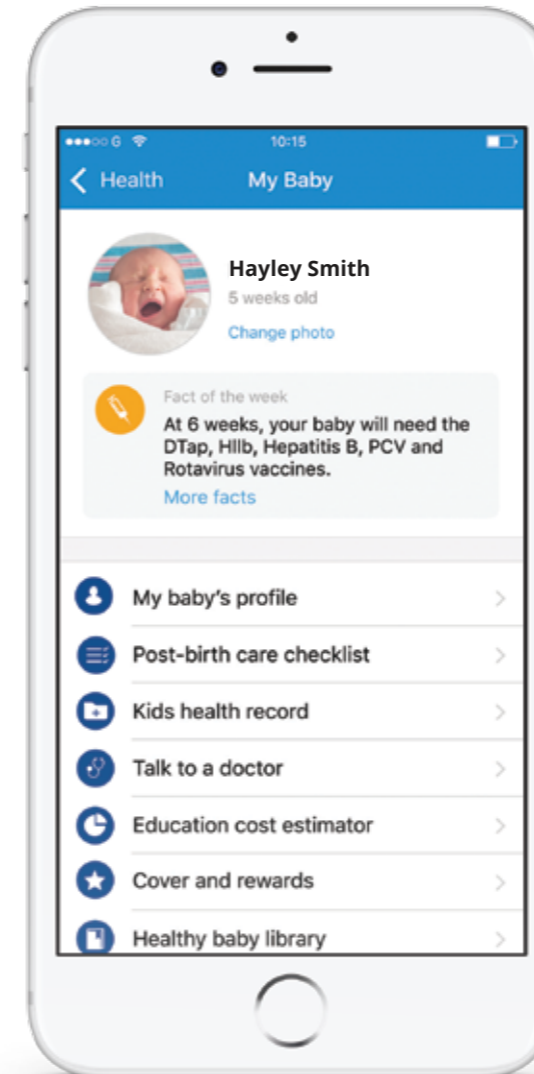 G 10:15
Health My Baby
Hayley Smith
5 weeks old
Change photo
Fact of the week
At 6 weeks, your baby will need the
DTap, HIIb, Hepatitis B, PCV and
Rotavirus vaccines.
More facts
My baby’s profile
Post-birth care checklist
Kids health record
Talk to a doctor
Education cost estimator
Cover and rewards
Healthy baby library